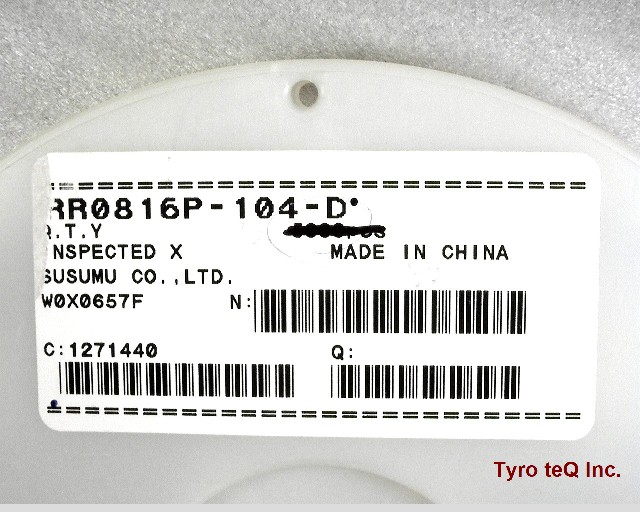 RR0816P-104-D
Q.T.Y
INSPECTED X MADE IN CHINA
SUSUMU CO.,LTD.
W0X0657F N:
C:1271440 Q:
Tyro teQ Inc.